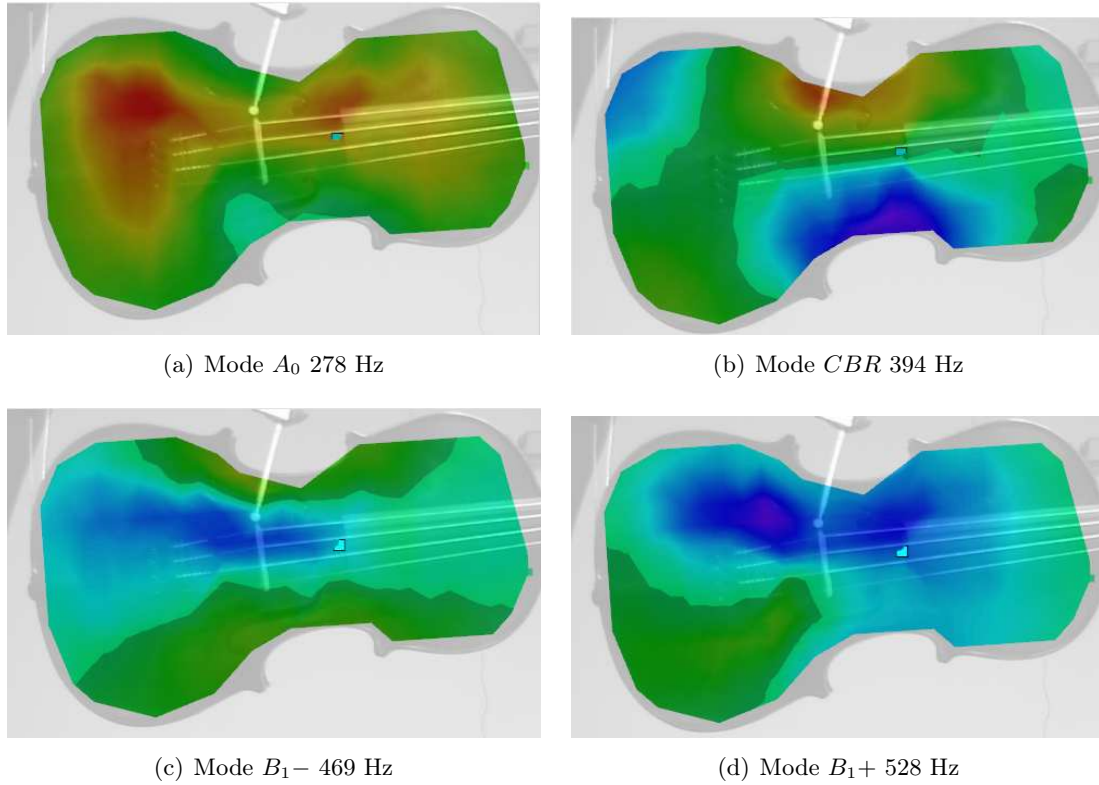 (a) Mode A₀ 278 Hz
(b) Mode CBR 394 Hz
(c) Mode B₁− 469 Hz
(d) Mode B₁+ 528 Hz